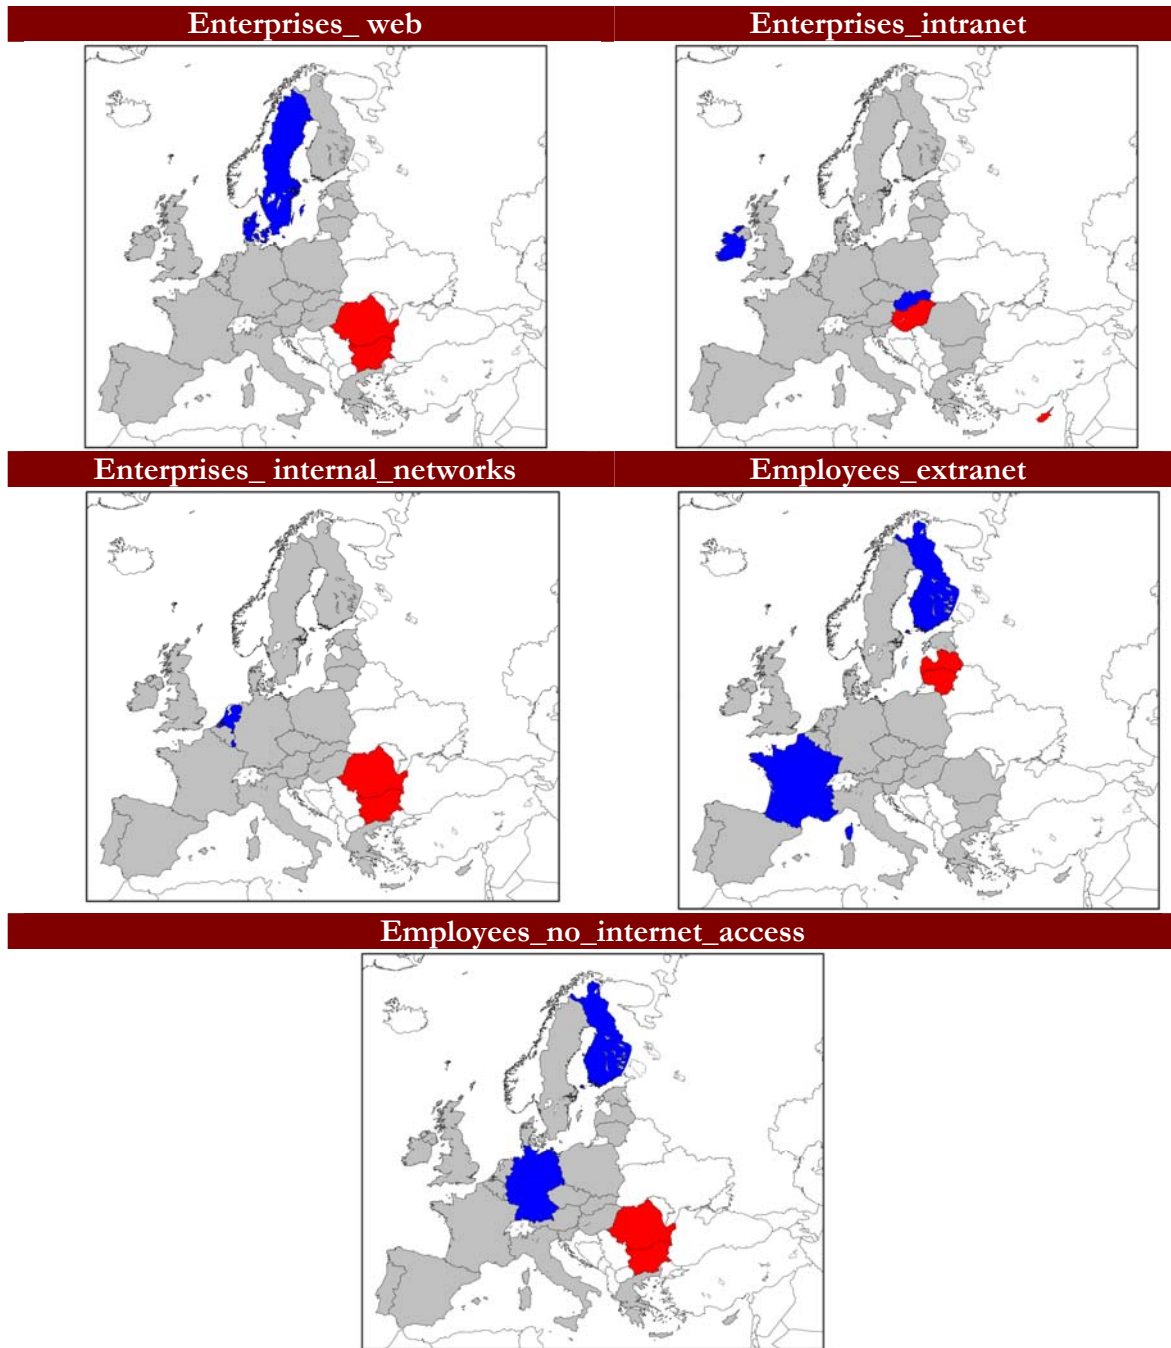 Enterprises_ web
Enterprises_intranet
Enterprises_ internal_networks
Employees_extranet
Employees_no_internet_access